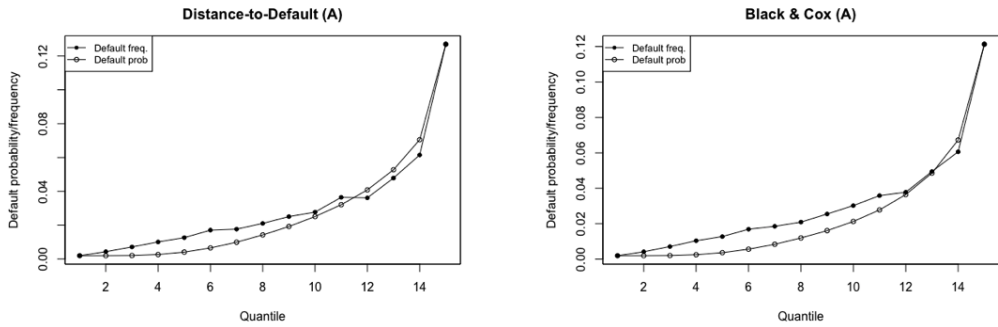 Distance-to-Default (A)
Default freq.
Default prob
Default probability/frequency
0.12
0.08
0.04
0.00
2 4 6 8 10 12 14
Quantile
Black & Cox (A)
Default freq.
Default prob
Default probability/frequency
0.12
0.10
0.08
0.06
0.04
0.02
0.00
2 4 6 8 10 12 14
Quantile